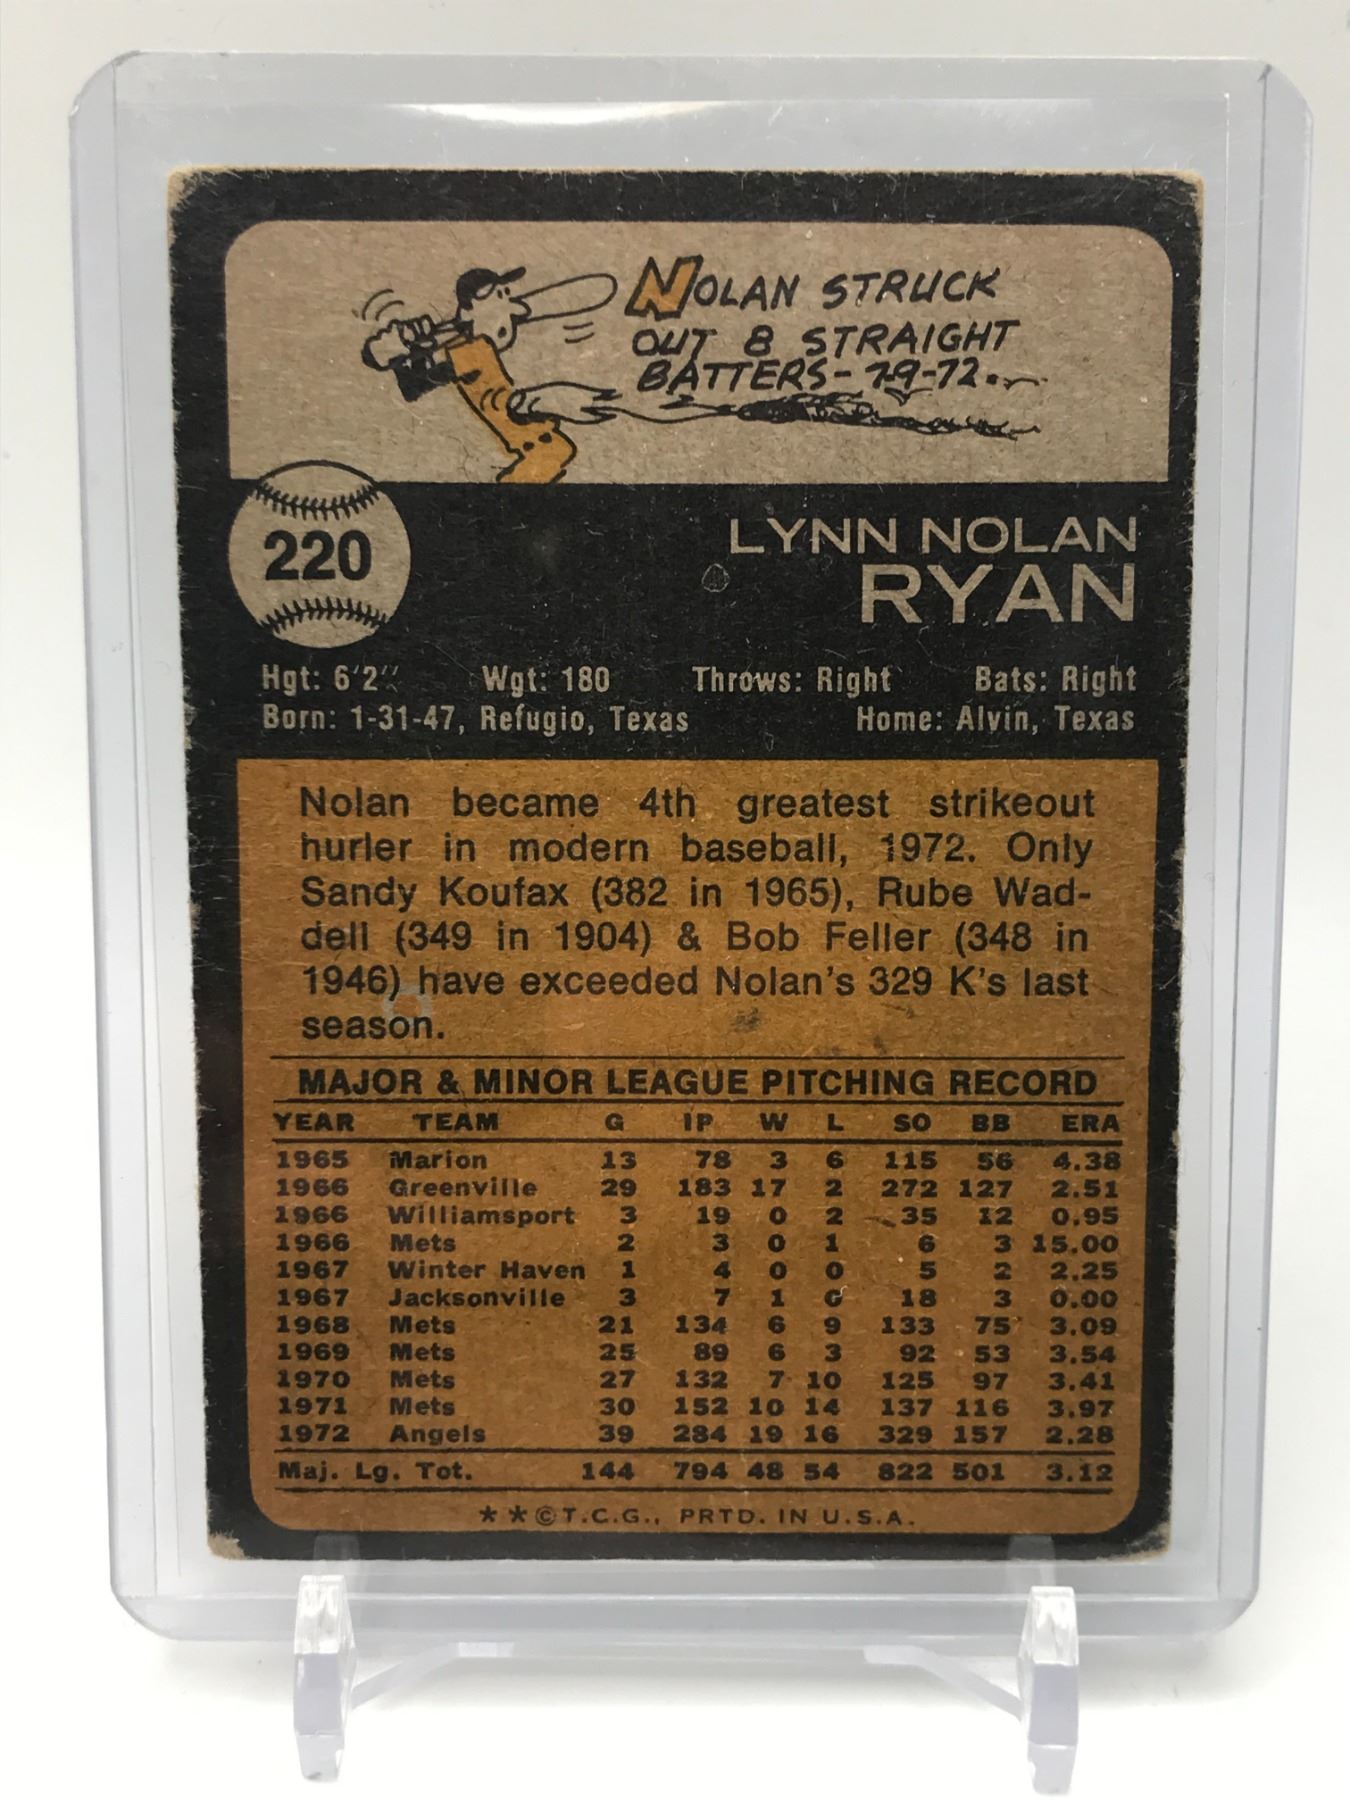 NOLAN STRUCK
OUT 8 STRAIGHT
BATTERS-7-9-72.
220
LYNN NOLAN
RYAN
Hgt: 6'2" Wgt: 180 Throws: Right Bats: Right
Born: 1-31-47, Refugio, Texas Home: Alvin, Texas
Nolan became 4th greatest strikeout
hurler in modern baseball, 1972. Only
Sandy Koufax (382 in 1965), Rube Wad-
dell (349 in 1904) & Bob Feller (348 in
1946) have exceeded Nolan's 329 K's last
season.
MAJOR & MINOR LEAGUE PITCHING RECORD
YEAR TEAM G IP W L SO BB ERA
1965 Marion 13 78 3 6 115 56 4.38
1966 Greenville 29 183 17 2 272 127 2.51
1966 Williamsport 3 19 0 2 35 12 0.95
1966 Mets 2 3 0 1 6 3 15.00
1967 Winter Haven 1 4 0 0 5 2 2.25
1967 Jacksonville 3 7 1 0 18 3 0.00
1968 Mets 21 134 6 9 133 75 3.09
1969 Mets 25 89 6 3 92 53 3.54
1970 Mets 27 132 7 10 125 97 3.41
1971 Mets 30 152 10 14 137 116 3.97
1972 Angels 39 284 19 16 329 157 2.28
Maj. Lg. Tot. 144 794 48 54 822 501 3.12
**©T.C.G., PRTD. IN U.S.A.